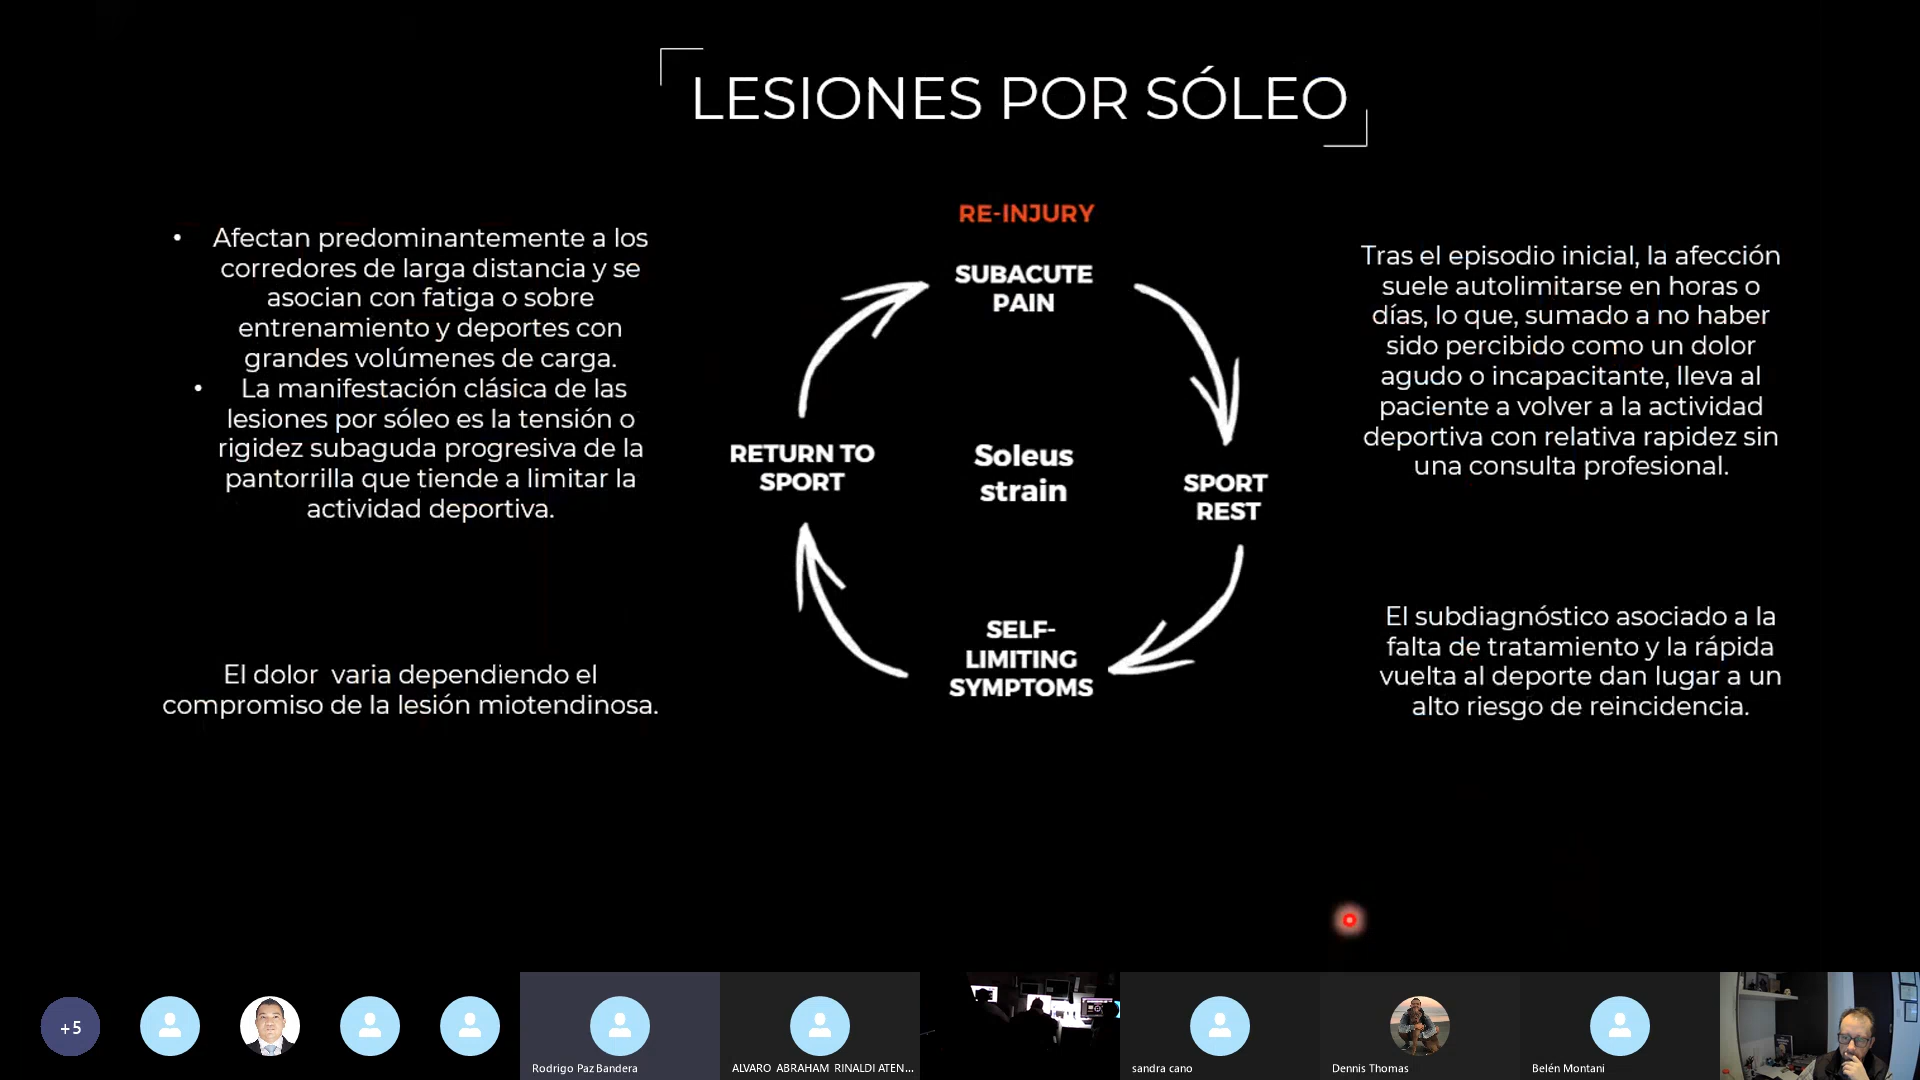 LESIONES POR SÓLEO
• Afectan predominantemente a los
corredores de larga distancia y se
asocian con fatiga o sobre
entrenamiento y deportes con
grandes volúmenes de carga.
• La manifestación clásica de las
lesiones por sóleo es la tensión o
rigidez subaguda progresiva de la
pantorrilla que tiende a limitar la
actividad deportiva.
El dolor varia dependiendo el
compromiso de la lesión miotendinosa.
RE-INJURY
SUBACUTE
PAIN
RETURN TO
SPORT
Soleus
strain
SPORT
REST
SELF-
LIMITING
SYMPTOMS
Tras el episodio inicial, la afección
suele autolimitarse en horas o
días, lo que, sumado a no haber
sido percibido como un dolor
agudo o incapacitante, lleva al
paciente a volver a la actividad
deportiva con relativa rapidez sin
una consulta profesional.
El subdiagnóstico asociado a la
falta de tratamiento y la rápida
vuelta al deporte dan lugar a un
alto riesgo de reincidencia.
+5
Rodrigo Paz Bandera
ALVARO ABRAHAM RINALDI ATEN...
sandra cano
Dennis Thomas
Belén Montani